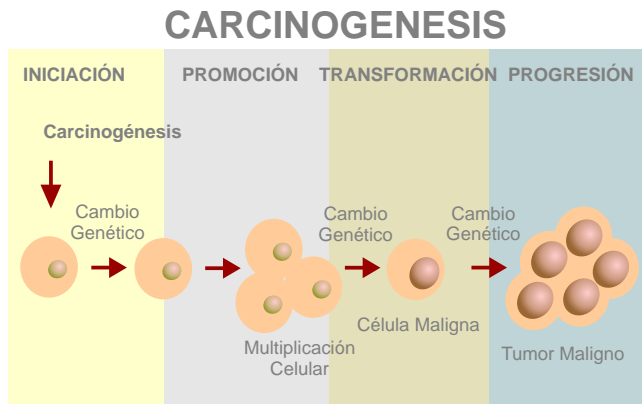 CARCINOGENESIS
INICIACIÓN
PROMOCIÓN
TRANSFORMACIÓN
PROGRESIÓN
Carcinogénesis
Cambio
Genético
Multiplicación
Celular
Cambio
Genético
Célula Maligna
Cambio
Genético
Tumor Maligno